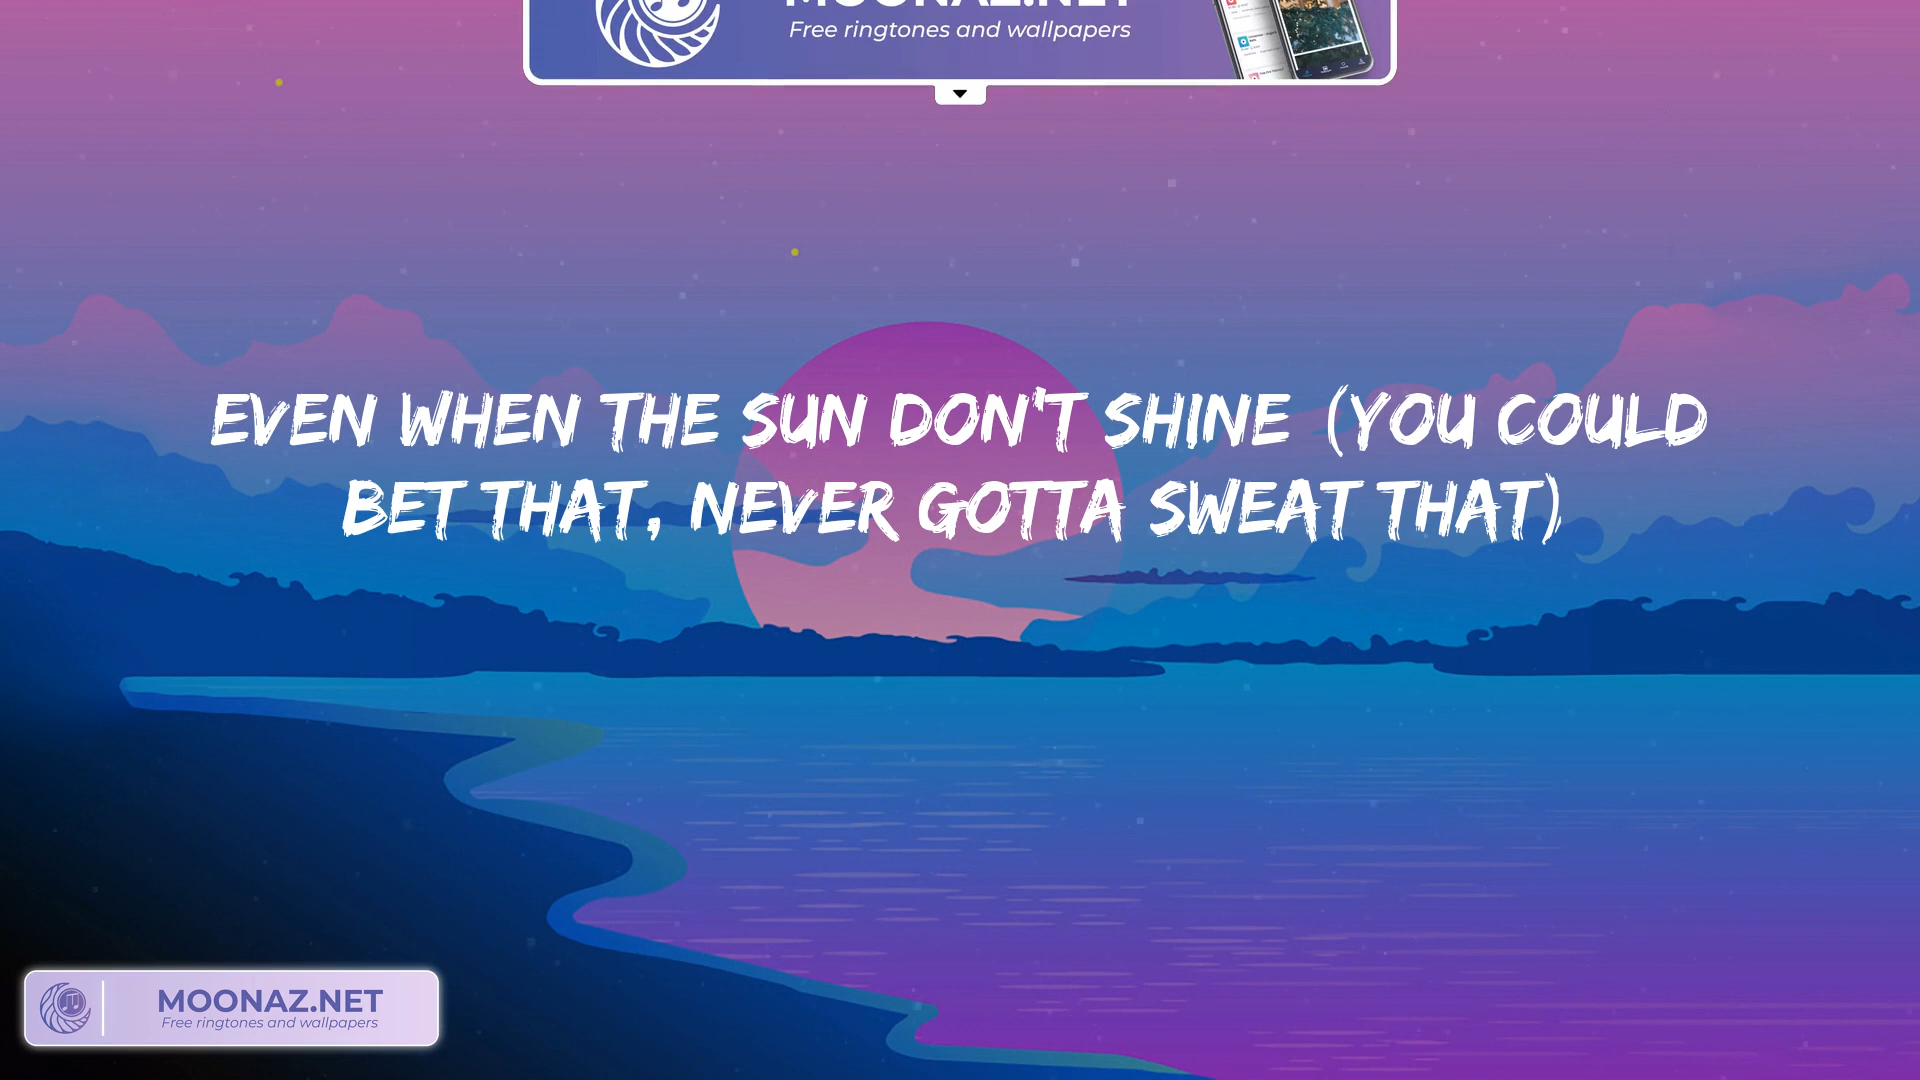 MOONAZ.NET
Free ringtones and wallpapers
EVEN WHEN THE SUN DON'T SHINE (YOU COULD
BET THAT, NEVER GOTTA SWEAT THAT)
MOONAZ.NET
Free ringtones and wallpapers